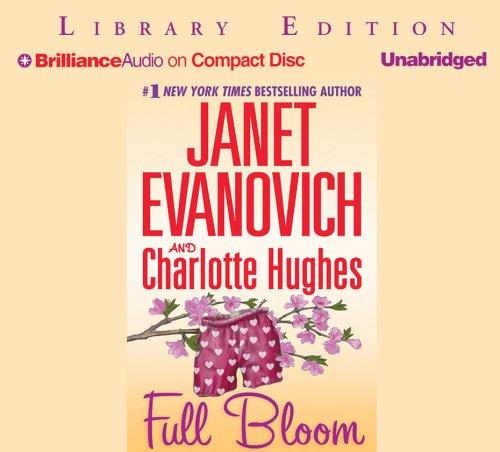 LIBRARY EDITION
BrillianceAudio on Compact Disc Unabridged
#1 NEW YORK TIMES BESTSELLING AUTHOR
JANET
EVANOVICH
AND
Charlotte Hughes
Full Bloom